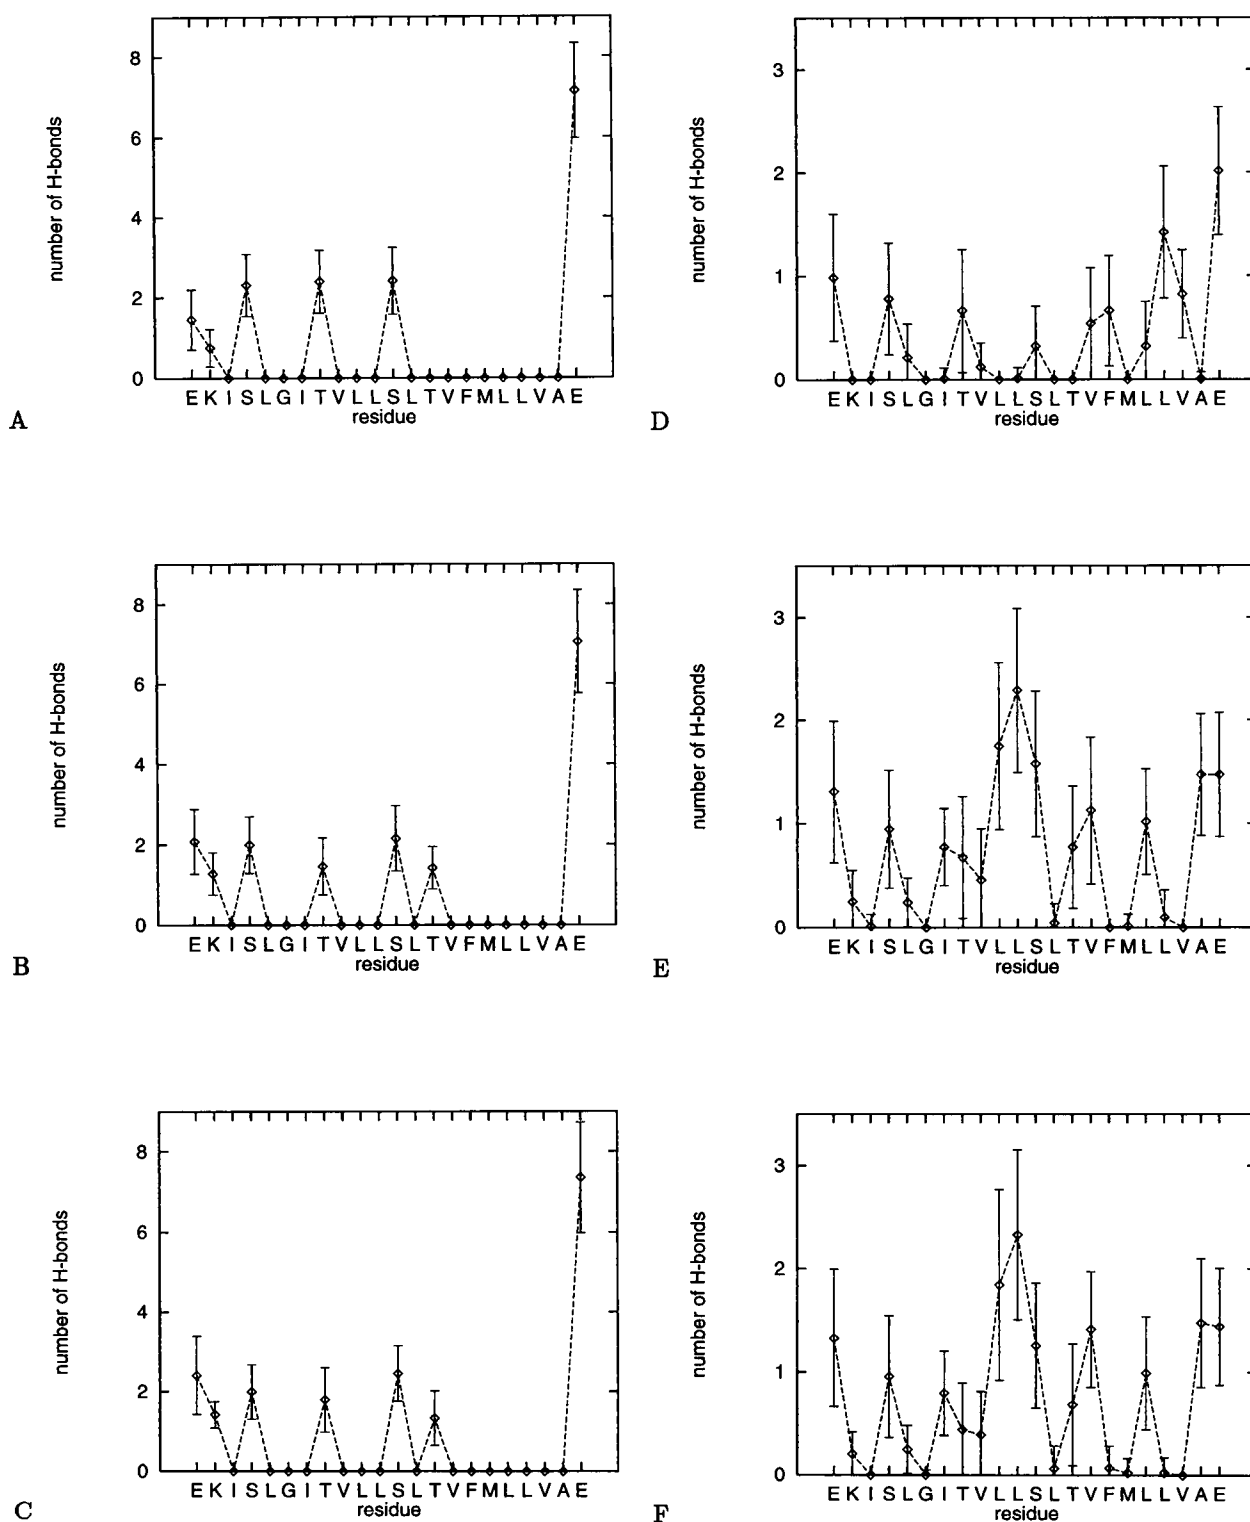 8
6
4
2
0
number of H-bonds
E K I S L G I T V L L S L T V F M L L V A E
residue
A
3
2
1
0
number of H-bonds
E K I S L G I T V L L S L T V F M L L V A E
residue
D
8
6
4
2
0
number of H-bonds
E K I S L G I T V L L S L T V F M L L V A E
residue
B
3
2
1
0
number of H-bonds
E K I S L G I T V L L S L T V F M L L V A E
residue
E
8
6
4
2
0
number of H-bonds
E K I S L G I T V L L S L T V F M L L V A E
residue
C
3
2
1
0
number of H-bonds
E K I S L G I T V L L S L T V F M L L V A E
residue
F